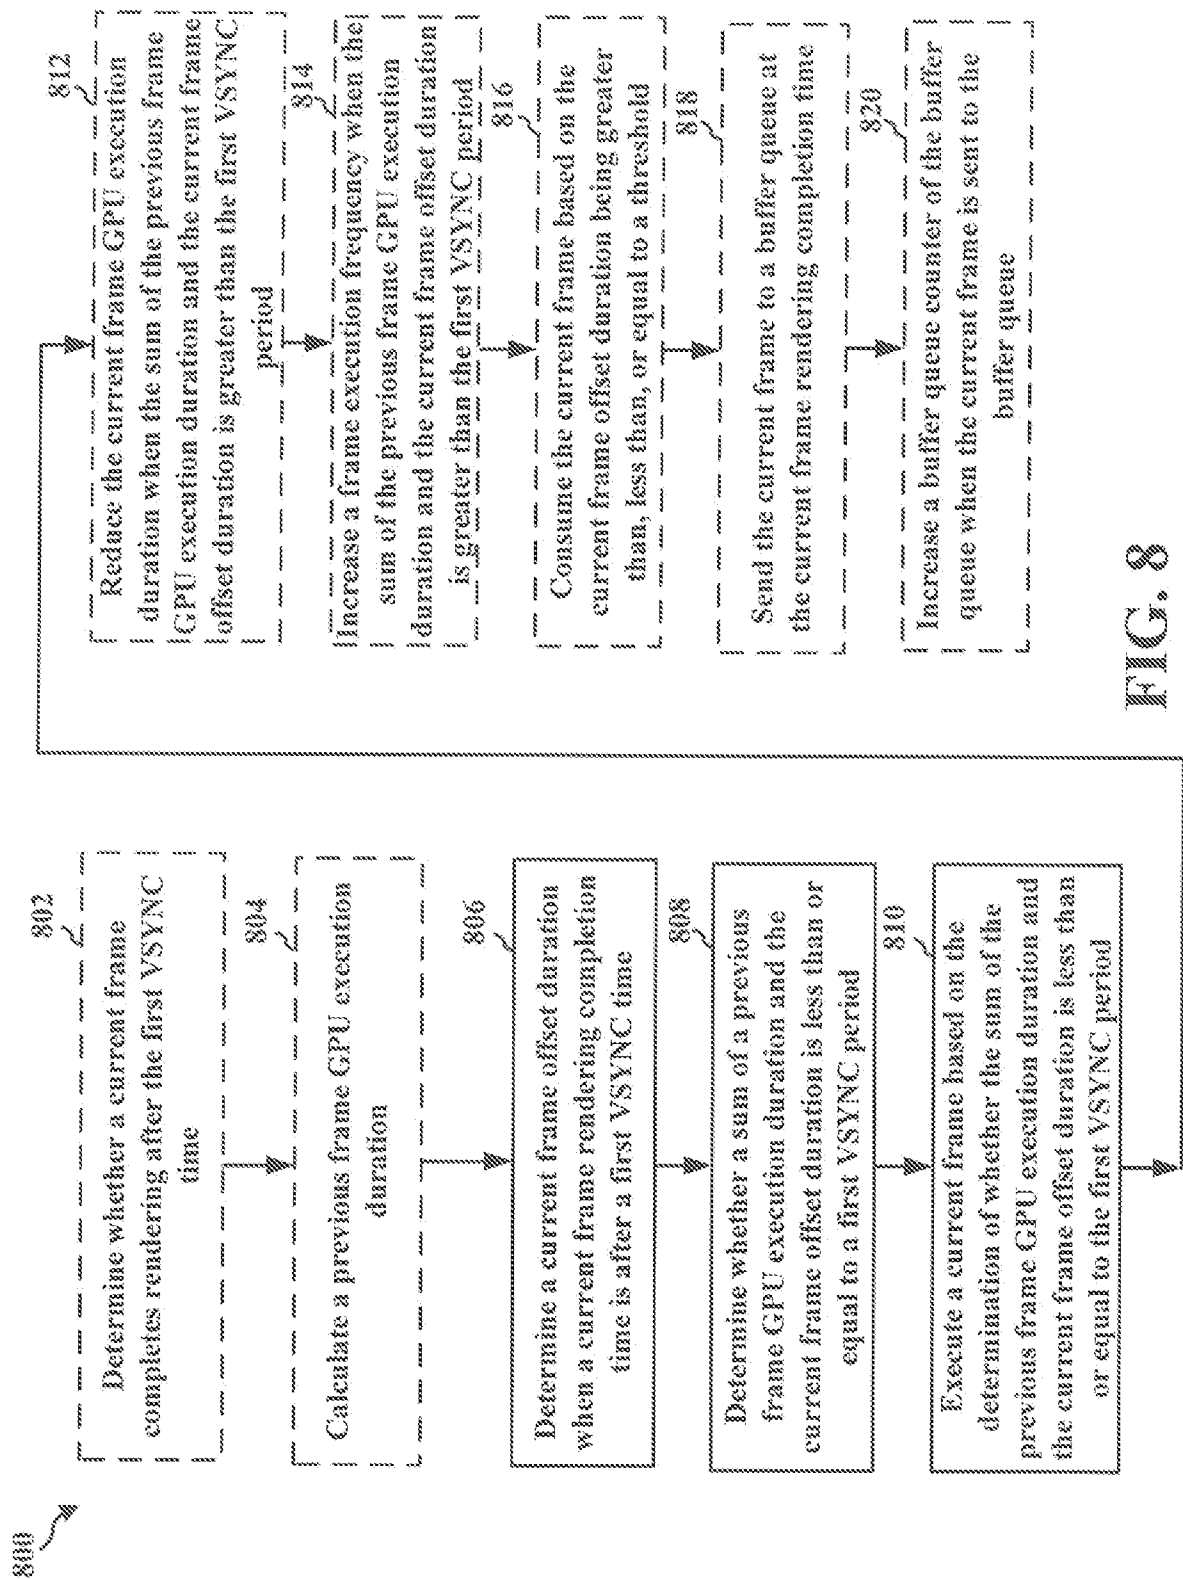 800
802
Determine whether a current frame
completes rendering after the first VSYNC
time
804
Calculate a previous frame GPU execution
duration
806
Determine a current frame offset duration
when a current frame rendering completion
time is after a first VSYNC time
808
Determine whether a sum of a previous
frame GPU execution duration and the
current frame offset duration is less than or
equal to a first VSYNC period
810
Execute a current frame based on the
determination of whether the sum of the
previous frame GPU execution duration and
the current frame offset duration is less than
or equal to the first VSYNC period
812
Reduce the current frame GPU execution
duration when the sum of the previous frame
GPU execution duration and the current frame
offset duration is greater than the first VSYNC
period
814
Increase a frame execution frequency when the
sum of the previous frame GPU execution
duration and the current frame offset duration
is greater than the first VSYNC period
816
Consume the current frame based on the
current frame offset duration being greater
than, less than, or equal to a threshold
818
Send the current frame to a buffer queue at
the current frame rendering completion time
820
Increase a buffer queue counter of the buffer
queue when the current frame is sent to the
buffer queue
FIG. 8